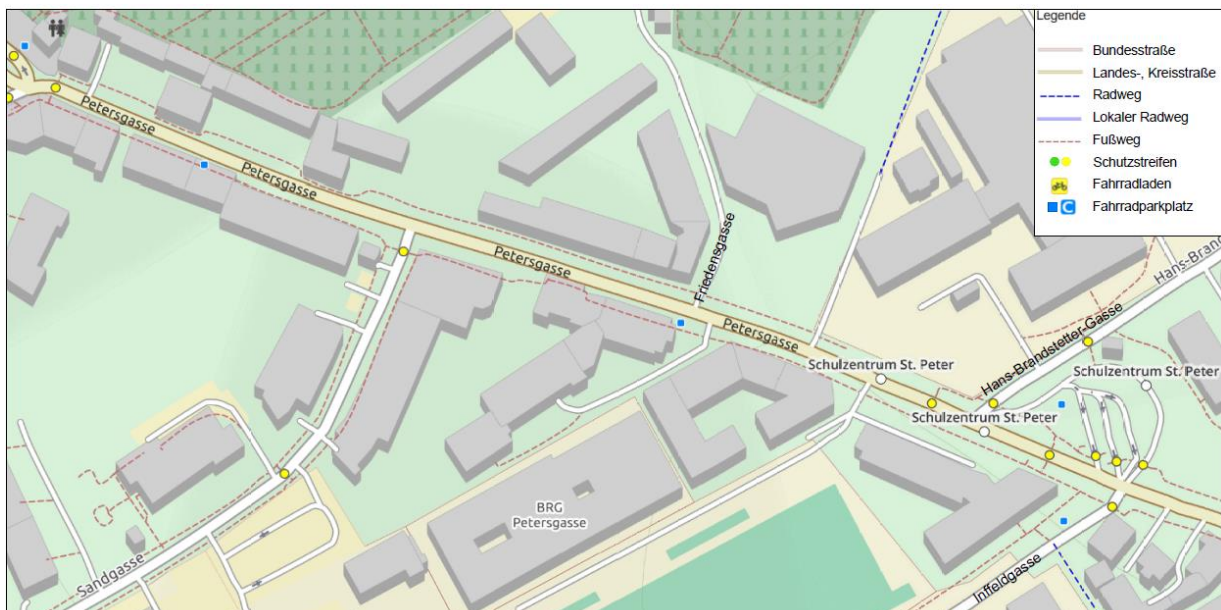 Legende
Bundesstraße
Landes-, Kreisstraße
Radweg
Lokaler Radweg
Fußweg
Schutzstreifen
Fahrradladen
C
Fahrradparkplatz
Petersgasse
Petersgasse
Petersgasse
Friedensgasse
Petersgasse
Hans-Brand
Hans-Brandstetter-Gasse
Schulzentrum St. Peter
Schulzentrum St. Peter
Schulzentrum St. Peter
BRG
Petersgasse
Sandgasse
Inffeldgasse